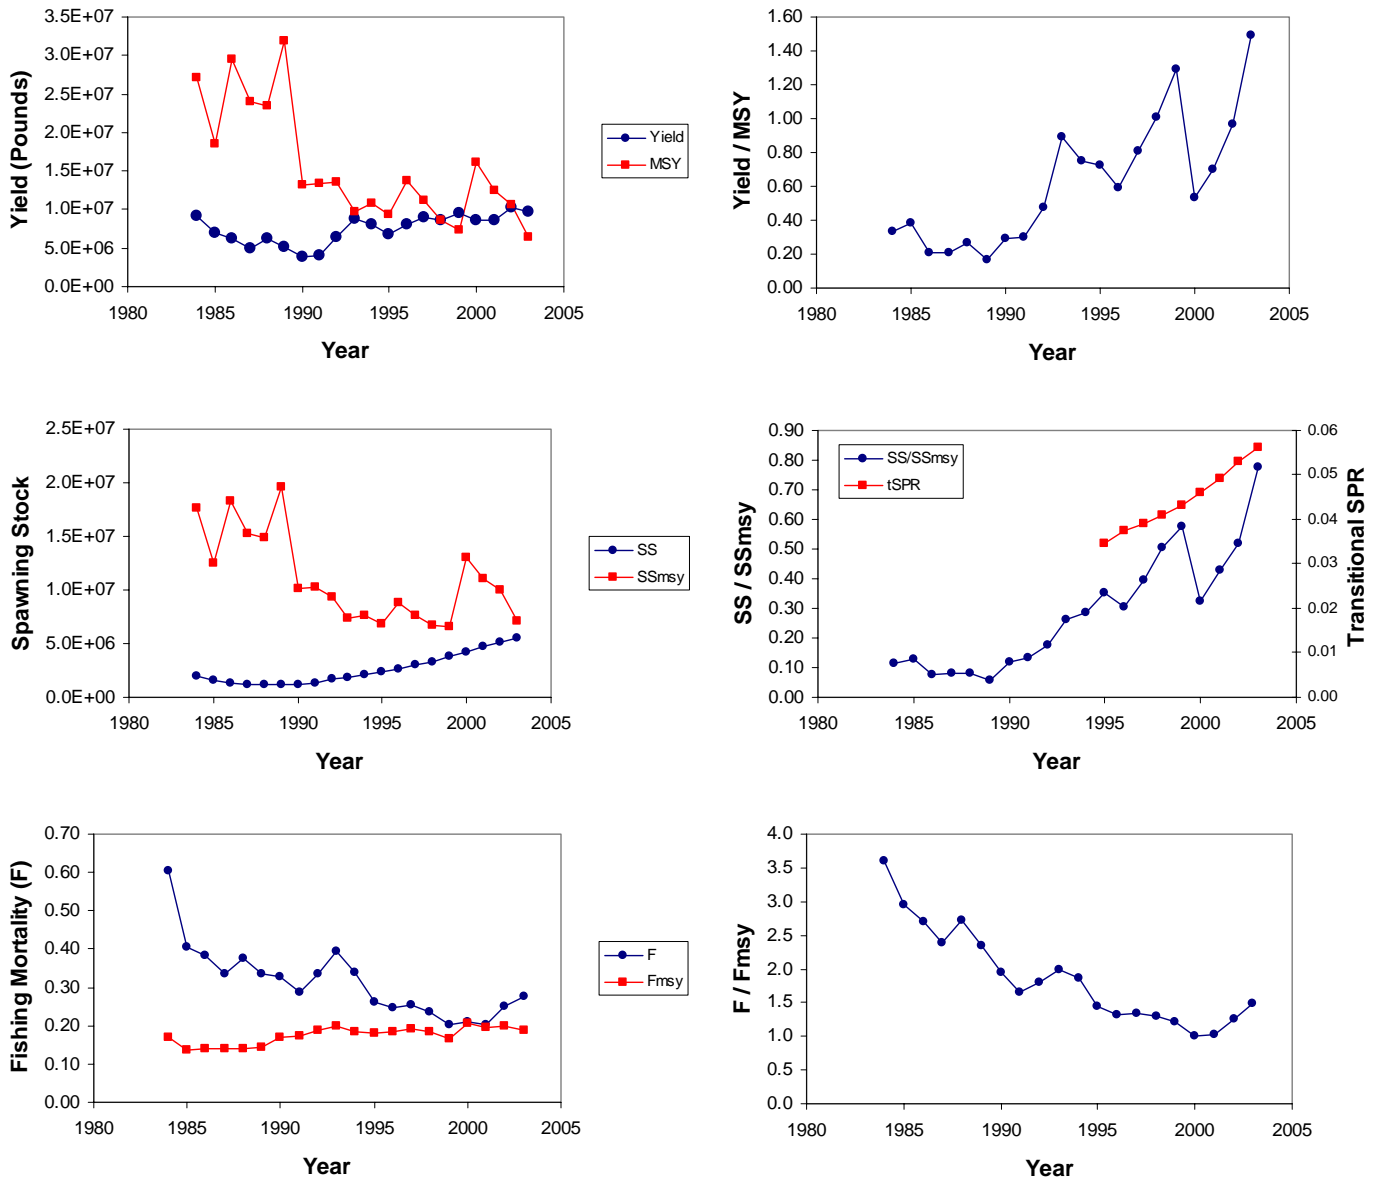 Yield (Pounds)
3.5E+07
3.0E+07
2.5E+07
2.0E+07
1.5E+07
1.0E+07
5.0E+06
0.0E+00
1980 1985 1990 1995 2000 2005
Year
Yield
MSY
Yield / MSY
1.60
1.40
1.20
1.00
0.80
0.60
0.40
0.20
0.00
1980 1985 1990 1995 2000 2005
Year
Spawning Stock
2.5E+07
2.0E+07
1.5E+07
1.0E+07
5.0E+06
0.0E+00
1980 1985 1990 1995 2000 2005
Year
SS
SSmsy
SS / SSmsy
0.90
0.80
0.70
0.60
0.50
0.40
0.30
0.20
0.10
0.00
SS/SSmsy
tSPR
0.06
0.05
0.04
0.03
0.02
0.01
0.00
Transitional SPR
1980 1985 1990 1995 2000 2005
Year
Fishing Mortality (F)
0.70
0.60
0.50
0.40
0.30
0.20
0.10
0.00
1980 1985 1990 1995 2000 2005
Year
F
Fmsy
F / Fmsy
4.0
3.5
3.0
2.5
2.0
1.5
1.0
0.5
0.0
1980 1985 1990 1995 2000 2005
Year